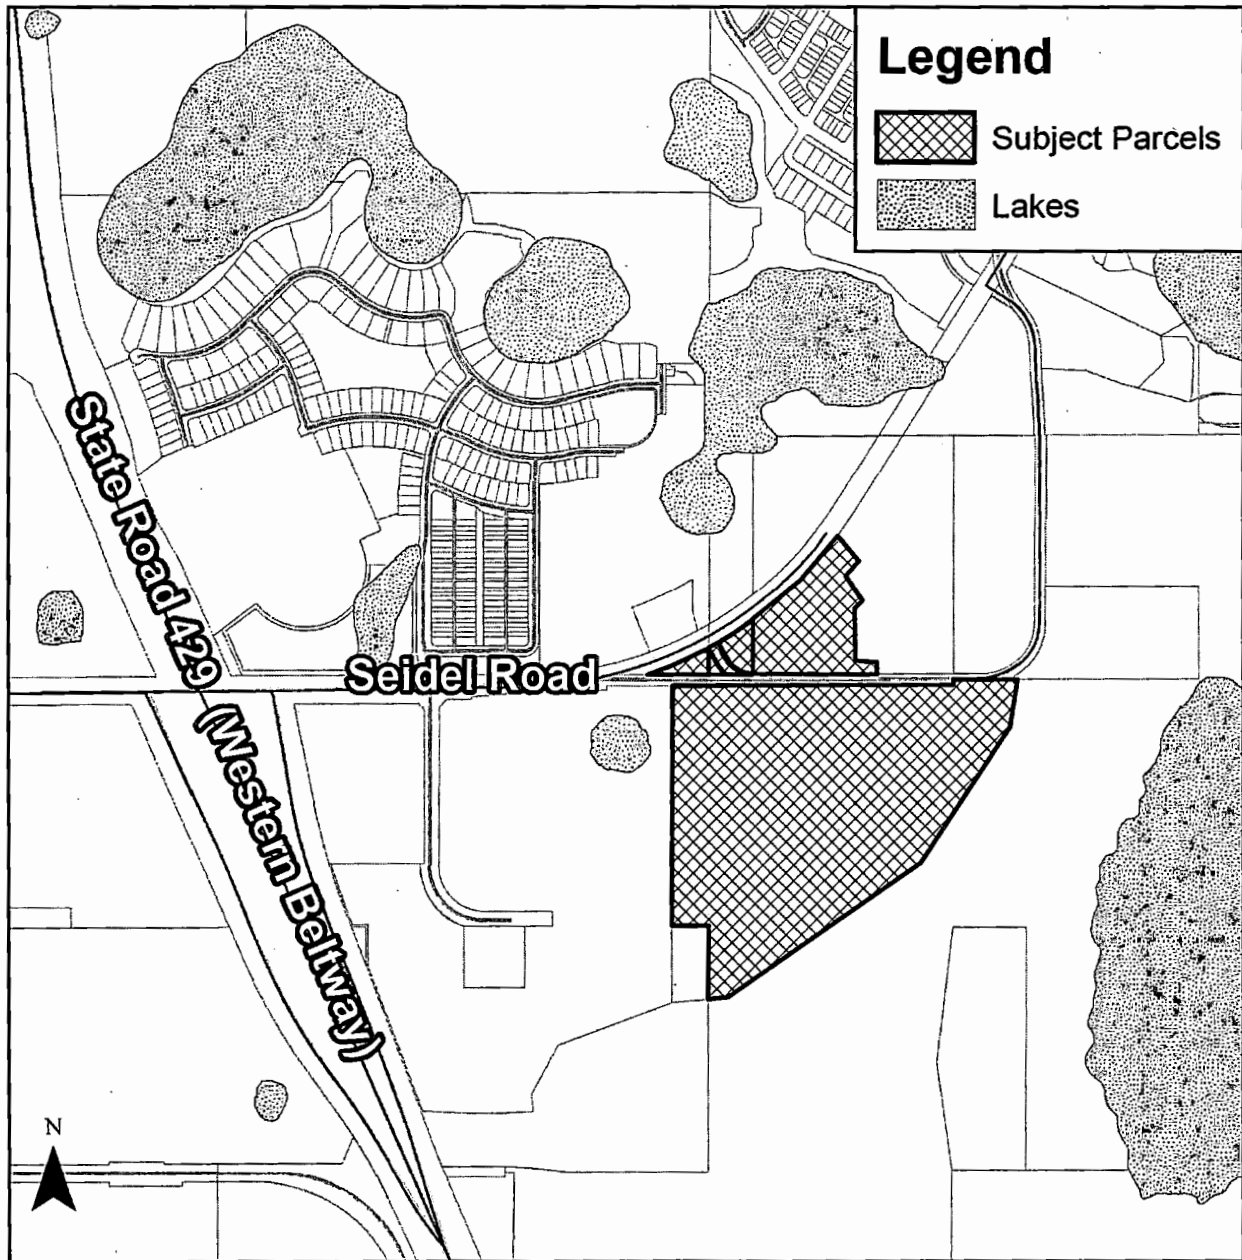 Legend
Subject Parcels
Lakes
State Road 429 (Western Beltway)
Seidel Road
N